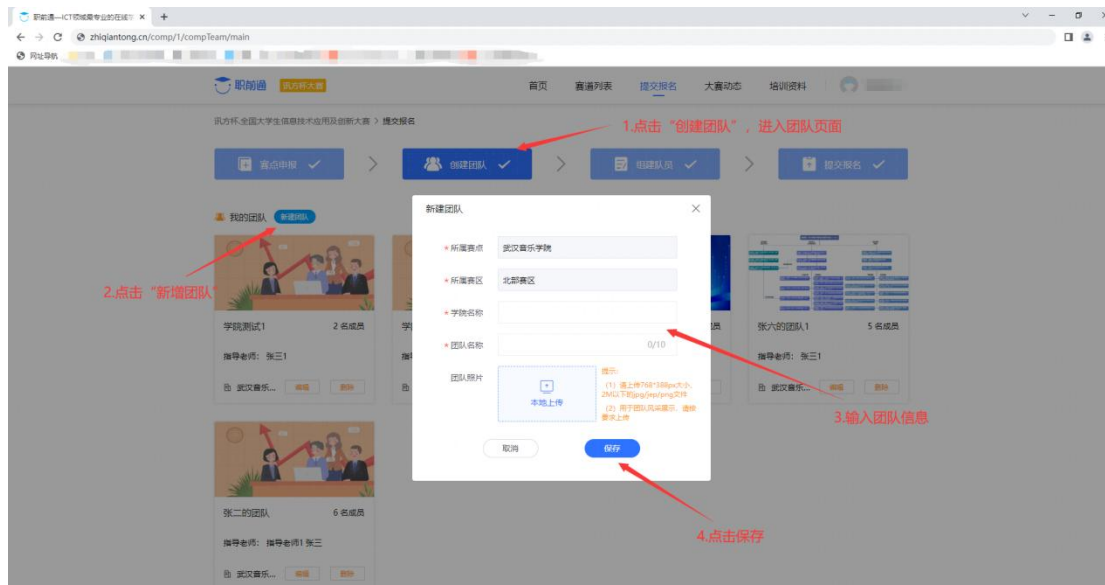 职前通—ICT领域最专业的在线
zhiqiantong.cn/comp/1/compTeam/main
网址导航
职前通 讯方杯大赛 首页 赛道列表 提交报名 大赛动态 培训资料
讯方杯.全国大学生信息技术应用及创新大赛 > 提交报名
1.点击“创建团队”，进入团队页面
赛点申报 创建团队 组建队员 提交报名
我的团队 新建团队
新建团队
*所属赛点 武汉音乐学院
*所属赛区 北部赛区
*学院名称
*团队名称 0/10
团队照片
本地上传
提示:
(1) 请上传768*588px大小、
2M以下的jpg/jep/png文件
(2) 用于团队风采展示，请按
要求上传
取消 保存
2.点击“新增团队”
3.输入团队信息
4.点击保存
学院测试1 2 名成员
指导老师: 张三1
武汉音乐... 编辑 删除
张六的团队1 5 名成员
指导老师: 张三1
武汉音乐... 编辑 删除
张二的团队 6 名成员
指导老师: 指导老师1 张三
武汉音乐... 编辑 删除